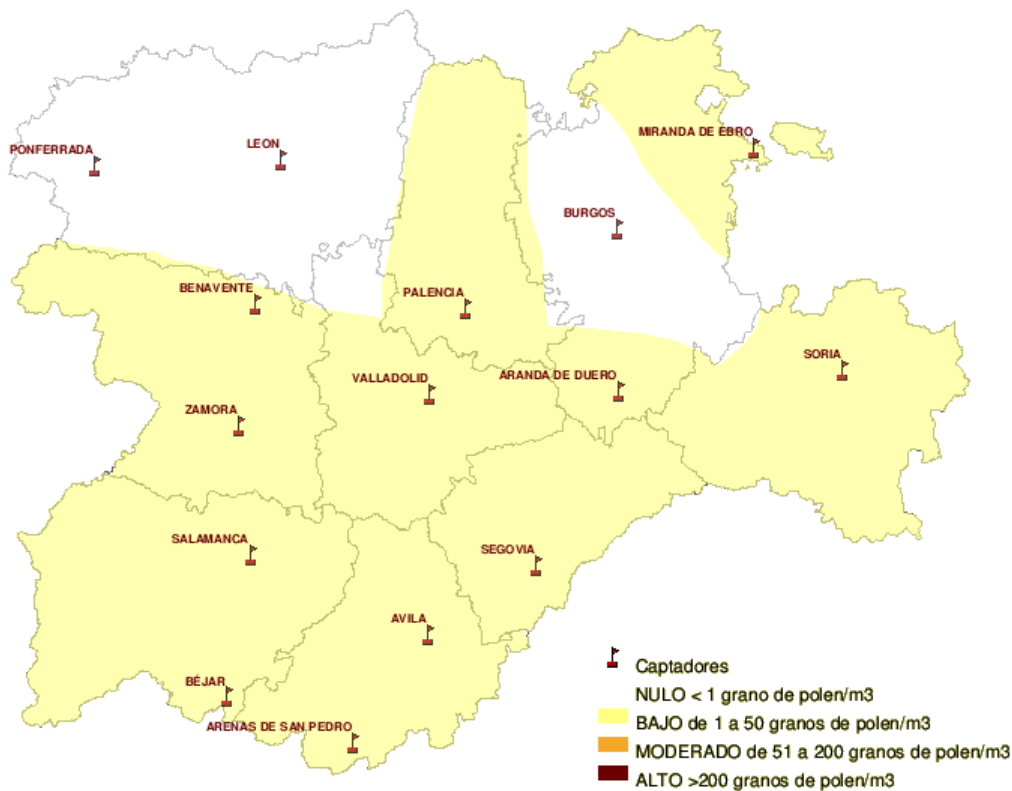 MIRANDA DE EBRO
PONFERRADA
LEON
BURGOS
BENAVENTE
PALENCIA
SORIA
VALLADOLID
ARANDA DE DUERO
ZAMORA
SALAMANCA
SEGOVIA
AVILA
BÉJAR
ARENAS DE SAN PEDRO
Captadores
NULO < 1 grano de polen/m3
BAJO de 1 a 50 granos de polen/m3
MODERADO de 51 a 200 granos de polen/m3
ALTO >200 granos de polen/m3